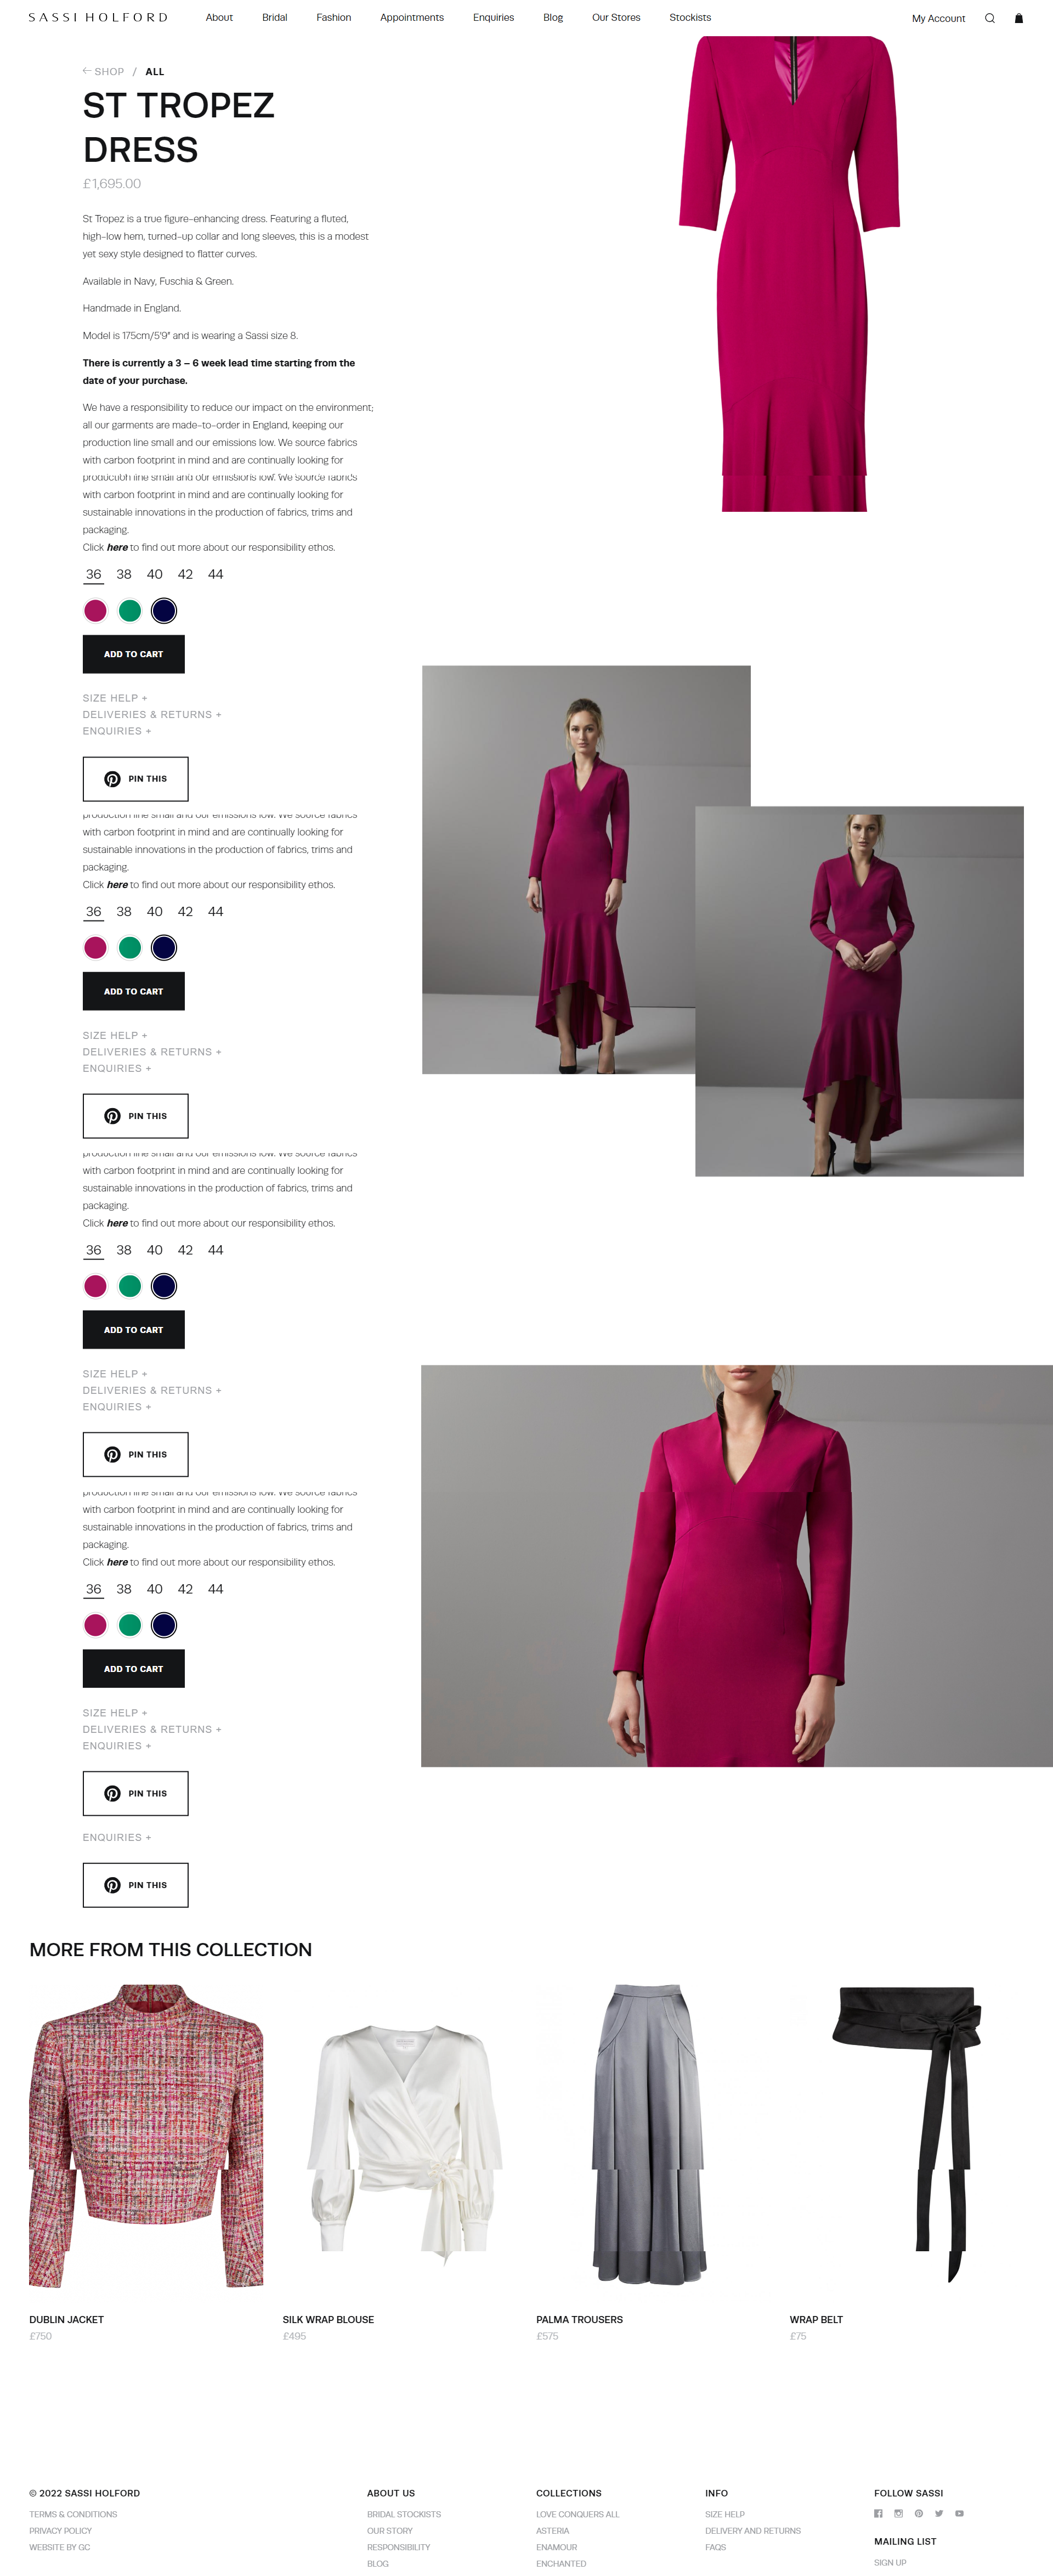 SASSI HOLFORD
About Bridal Fashion Appointments Enquiries Blog Our Stores Stockists
My Account
← SHOP / ALL
ST TROPEZ
DRESS
£1,695.00
St Tropez is a true figure-enhancing dress. Featuring a fluted,
high-low hem, turned-up collar and long sleeves, this is a modest
yet sexy style designed to flatter curves.
Available in Navy, Fuschia & Green.
Handmade in England.
Model is 175cm/5'9" and is wearing a Sassi size 8.
There is currently a 3 – 6 week lead time starting from the
date of your purchase.
We have a responsibility to reduce our impact on the environment;
all our garments are made-to-order in England, keeping our
production line small and our emissions low. We source fabrics
with carbon footprint in mind and are continually looking for
production line small and our emissions low. We source fabrics
with carbon footprint in mind and are continually looking for
sustainable innovations in the production of fabrics, trims and
packaging.
Click here to find out more about our responsibility ethos.
36 38 40 42 44
ADD TO CART
SIZE HELP +
DELIVERIES & RETURNS +
ENQUIRIES +
PIN THIS
production line small and our emissions low. We source fabrics
with carbon footprint in mind and are continually looking for
sustainable innovations in the production of fabrics, trims and
packaging.
Click here to find out more about our responsibility ethos.
36 38 40 42 44
ADD TO CART
SIZE HELP +
DELIVERIES & RETURNS +
ENQUIRIES +
PIN THIS
production line small and our emissions low. We source fabrics
with carbon footprint in mind and are continually looking for
sustainable innovations in the production of fabrics, trims and
packaging.
Click here to find out more about our responsibility ethos.
36 38 40 42 44
ADD TO CART
SIZE HELP +
DELIVERIES & RETURNS +
ENQUIRIES +
PIN THIS
production line small and our emissions low. We source fabrics
with carbon footprint in mind and are continually looking for
sustainable innovations in the production of fabrics, trims and
packaging.
Click here to find out more about our responsibility ethos.
36 38 40 42 44
ADD TO CART
SIZE HELP +
DELIVERIES & RETURNS +
ENQUIRIES +
PIN THIS
ENQUIRIES +
PIN THIS
MORE FROM THIS COLLECTION
DUBLIN JACKET
£750
SILK WRAP BLOUSE
£495
PALMA TROUSERS
£575
WRAP BELT
£75
© 2022 SASSI HOLFORD
TERMS & CONDITIONS
PRIVACY POLICY
WEBSITE BY GC
ABOUT US
BRIDAL STOCKISTS
OUR STORY
RESPONSIBILITY
BLOG
COLLECTIONS
LOVE CONQUERS ALL
ASTERIA
ENAMOUR
ENCHANTED
INFO
SIZE HELP
DELIVERY AND RETURNS
FAQS
FOLLOW SASSI
MAILING LIST
SIGN UP